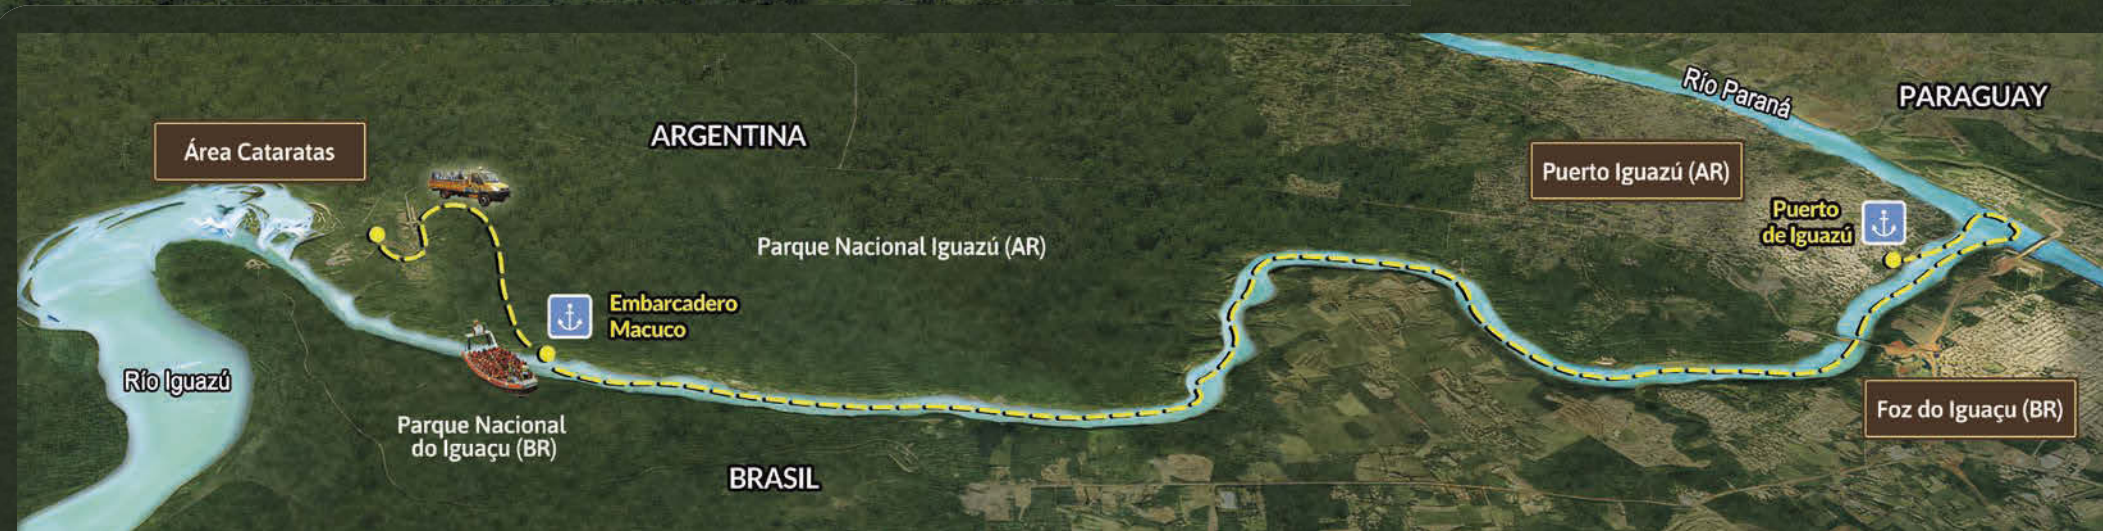 Río Paraná
PARAGUAY
ARGENTINA
Área Cataratas
Puerto Iguazú (AR)
Puerto
de Iguazú
Parque Nacional Iguazú (AR)
Embarcadero
Macuco
Río Iguazú
Parque Nacional
do Iguaçu (BR)
Foz do Iguaçu (BR)
BRASIL